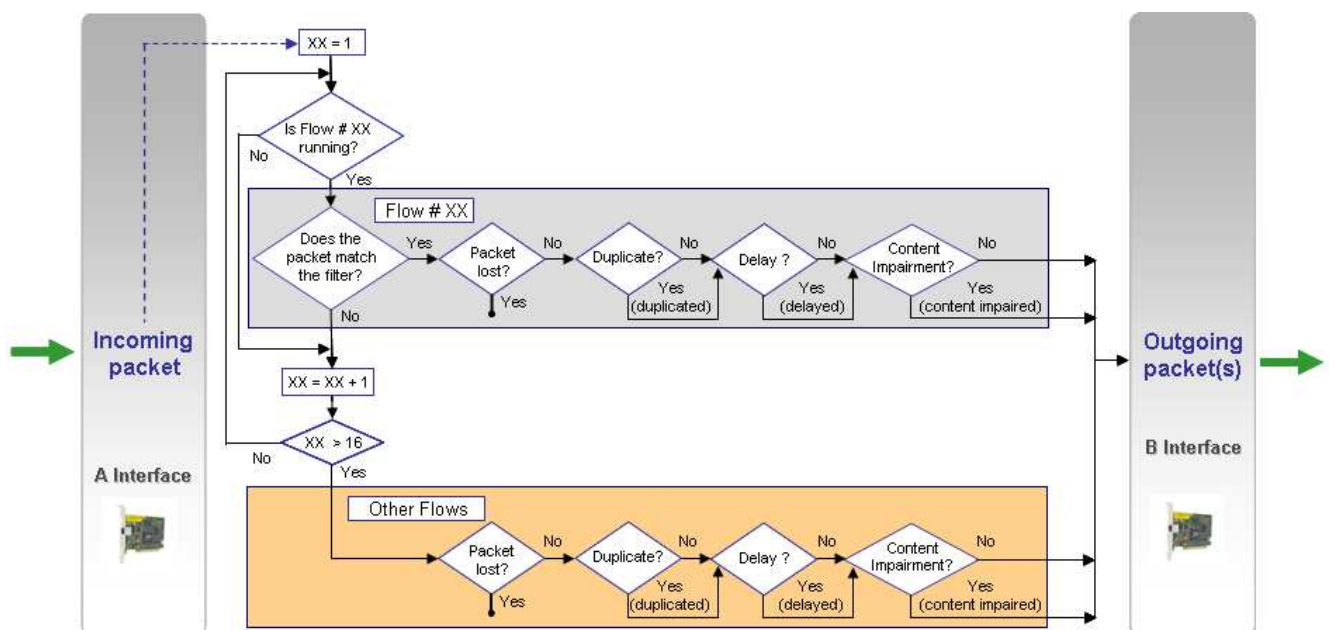 XX = 1
Is Flow # XX
running?
No
Yes
Flow # XX
Does the
packet match
the filter?
Yes
No
Packet
lost?
No
Yes
Duplicate?
No
Yes
(duplicated)
Delay ?
No
Yes
(delayed)
Content
Impairment?
No
Yes
(content impaired)
Incoming
packet
A Interface
XX = XX + 1
XX > 16
No
Yes
Other Flows
Packet
lost?
No
Yes
Duplicate?
No
Yes
(duplicated)
Delay ?
No
Yes
(delayed)
Content
Impairment?
No
Yes
(content impaired)
Outgoing
packet(s)
B Interface